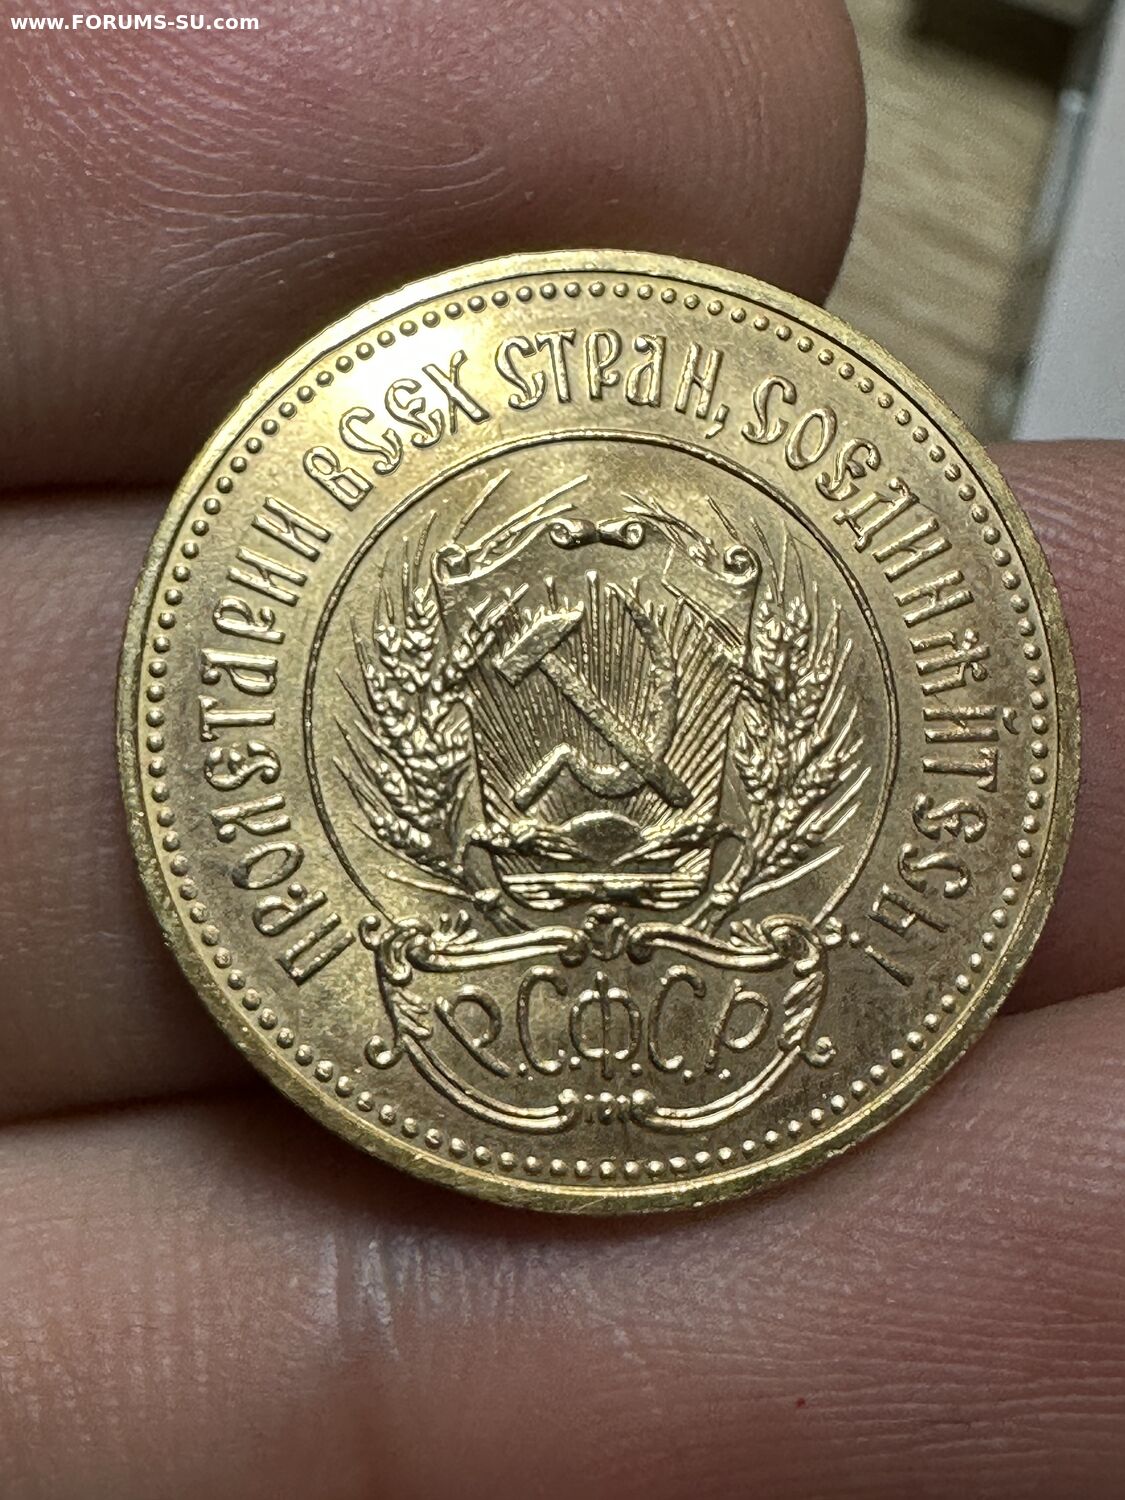 www.FORUMS-SU.com
ПРОЛЕТАРИИ ВСЕХ СТРАН, СОЕДИНЯЙТЕСЬ!
Р.С.Ф.С.Р.